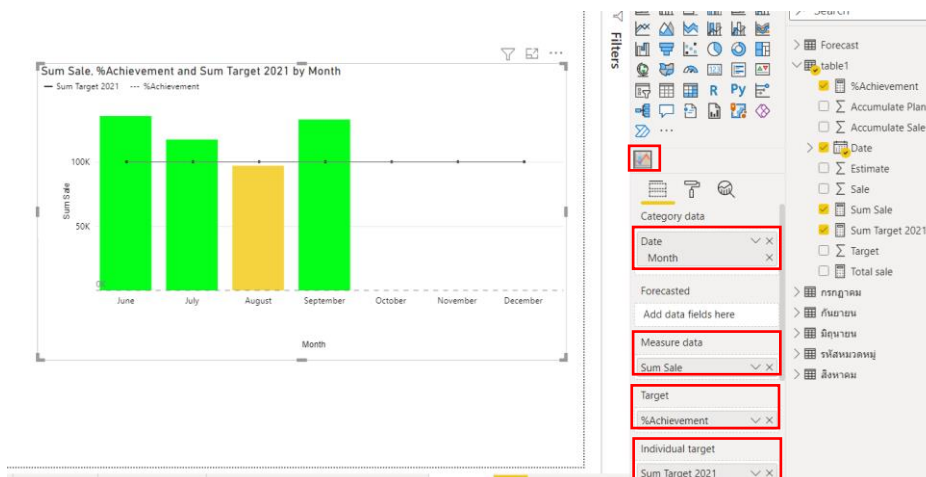 Sum Sale, %Achievement and Sum Target 2021 by Month
Sum Target 2021 %Achievement
100K
50K
0K
Sum Sale
June July August September October November December
Month
Filters
R Py
123
Category data
Date
Month
Forecasted
Add data fields here
Measure data
Sum Sale
Target
%Achievement
Individual target
Sum Target 2021
Search
Forecast
table1
%Achievement
Accumulate Plan
Accumulate Sale
Date
Estimate
Sale
Sum Sale
Sum Target 2021
Target
Total sale
กรกฎาคม
กันยายน
มิถุนายน
รหัสหมวดหมู่
สิงหาคม